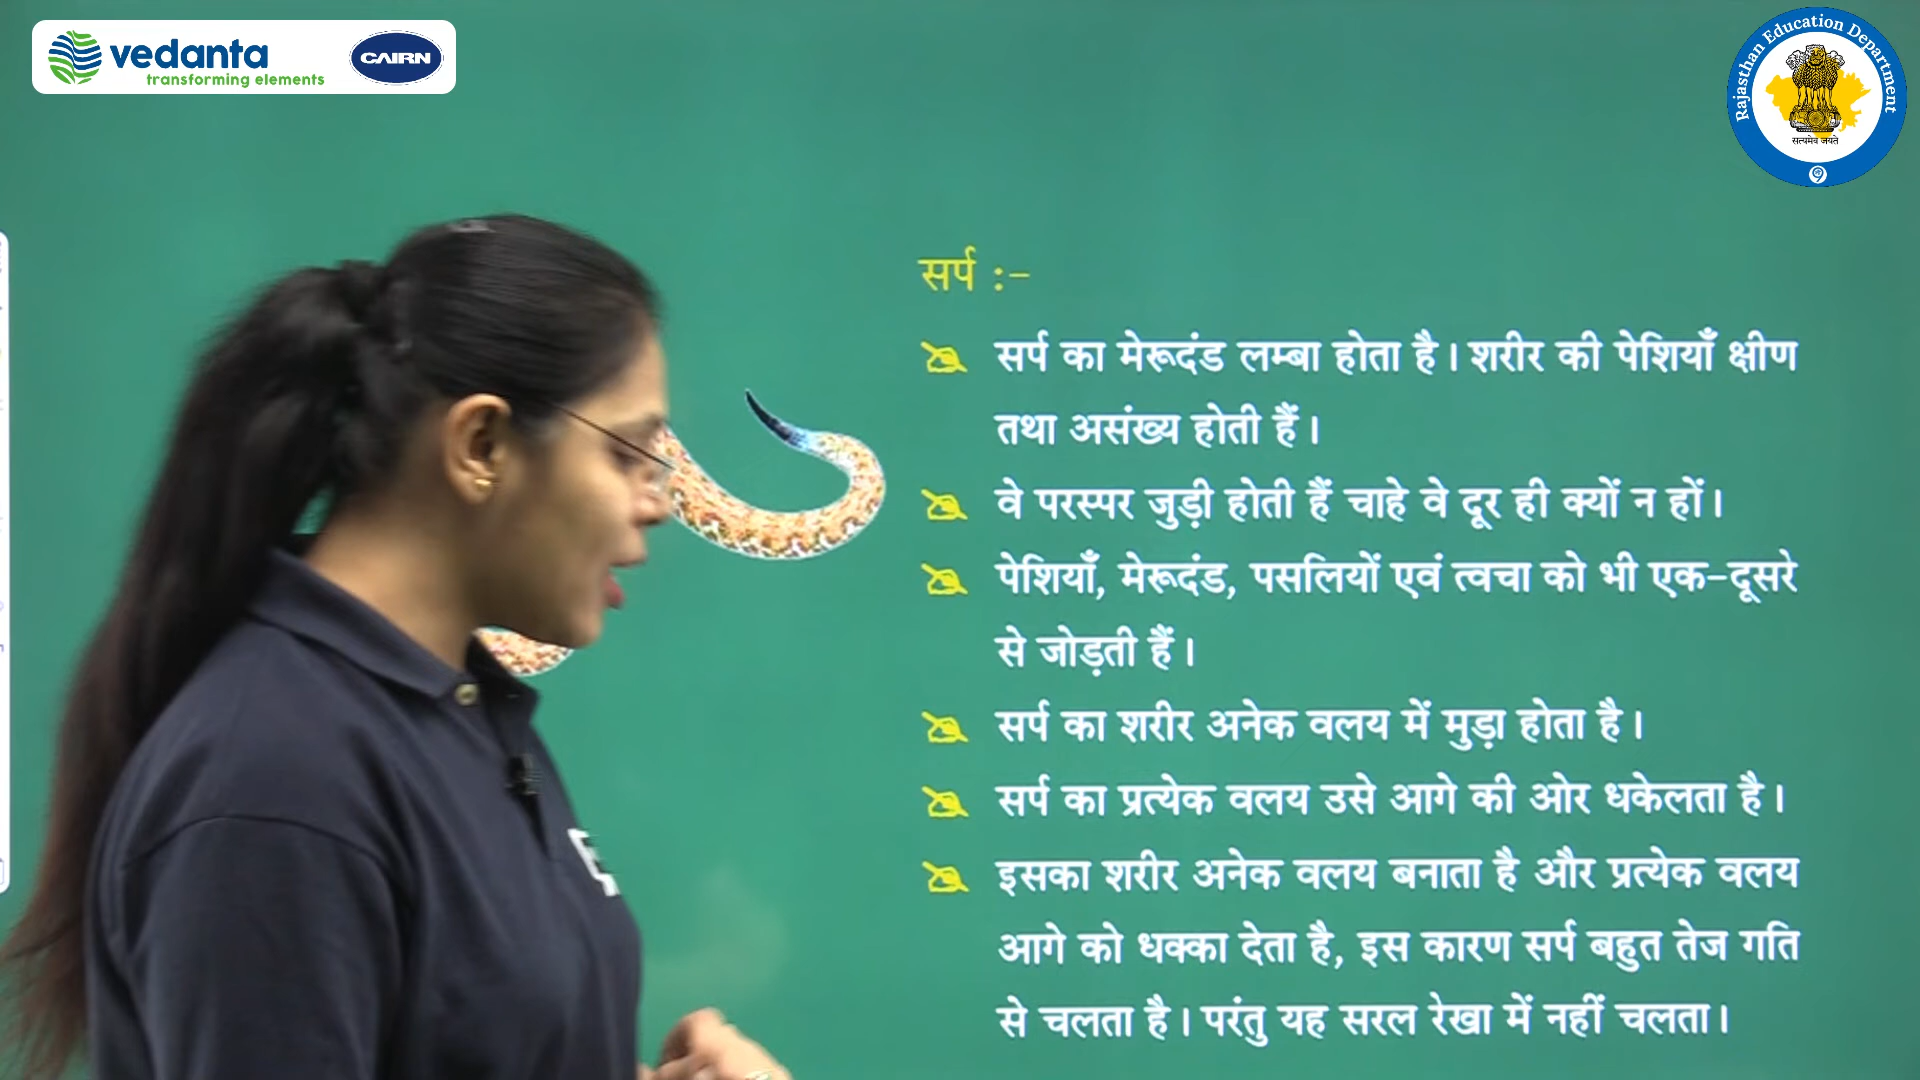 vedanta
transforming elements
CAIRN
Rajasthan Education Department
सत्यमेव जयते
सर्प :-
सर्प का मेरूदंड लम्बा होता है। शरीर की पेशियाँ क्षीण
तथा असंख्य होती हैं।
वे परस्पर जुड़ी होती हैं चाहे वे दूर ही क्यों न हों।
पेशियाँ, मेरूदंड, पसलियों एवं त्वचा को भी एक-दूसरे
से जोड़ती हैं।
सर्प का शरीर अनेक वलय में मुड़ा होता है।
सर्प का प्रत्येक वलय उसे आगे की ओर धकेलता है।
इसका शरीर अनेक वलय बनाता है और प्रत्येक वलय
आगे को धक्का देता है, इस कारण सर्प बहुत तेज गति
से चलता है। परंतु यह सरल रेखा में नहीं चलता।